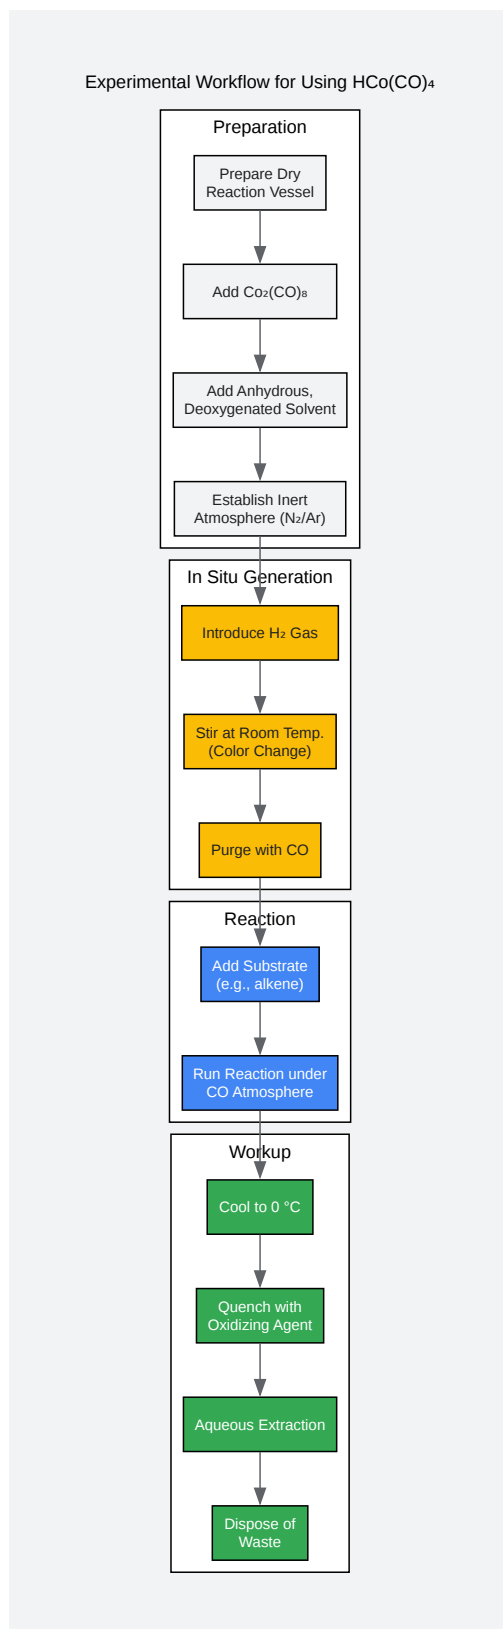 Experimental Workflow for Using HCo(CO)₄
Preparation
Prepare Dry
Reaction Vessel
Add Co₂(CO)₈
Add Anhydrous,
Deoxygenated Solvent
Establish Inert
Atmosphere (N₂/Ar)
In Situ Generation
Introduce H₂ Gas
Stir at Room Temp.
(Color Change)
Purge with CO
Reaction
Add Substrate
(e.g., alkene)
Run Reaction under
CO Atmosphere
Workup
Cool to 0 °C
Quench with
Oxidizing Agent
Aqueous Extraction
Dispose of
Waste